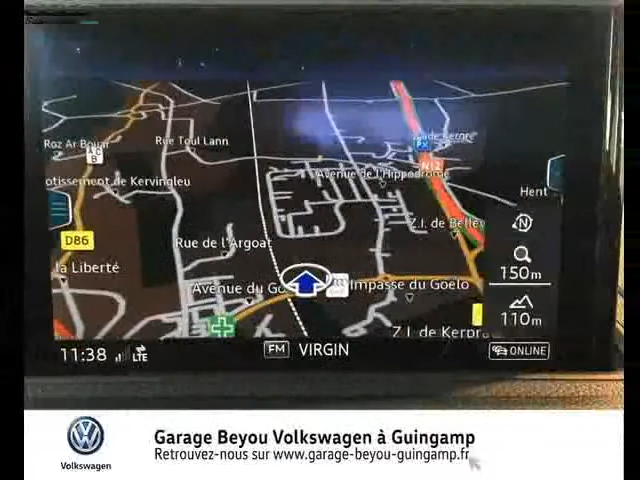 Roz Ar Bouar
Rue Toul Lann
N12
Avenue de l'Hippodrome
otissement de Kervingleu
Hent
Z.I. de Bellev
D86
Rue de l'Argoat
la Liberté
150m
Avenue du Go
Impasse du Goëlo
110m
Z.I. de Kerpra
11:38
LTE
FM
VIRGIN
ONLINE
Garage Beyou Volkswagen à Guingamp
Retrouvez-nous sur www.garage-beyou-guingamp.fr
Volkswagen